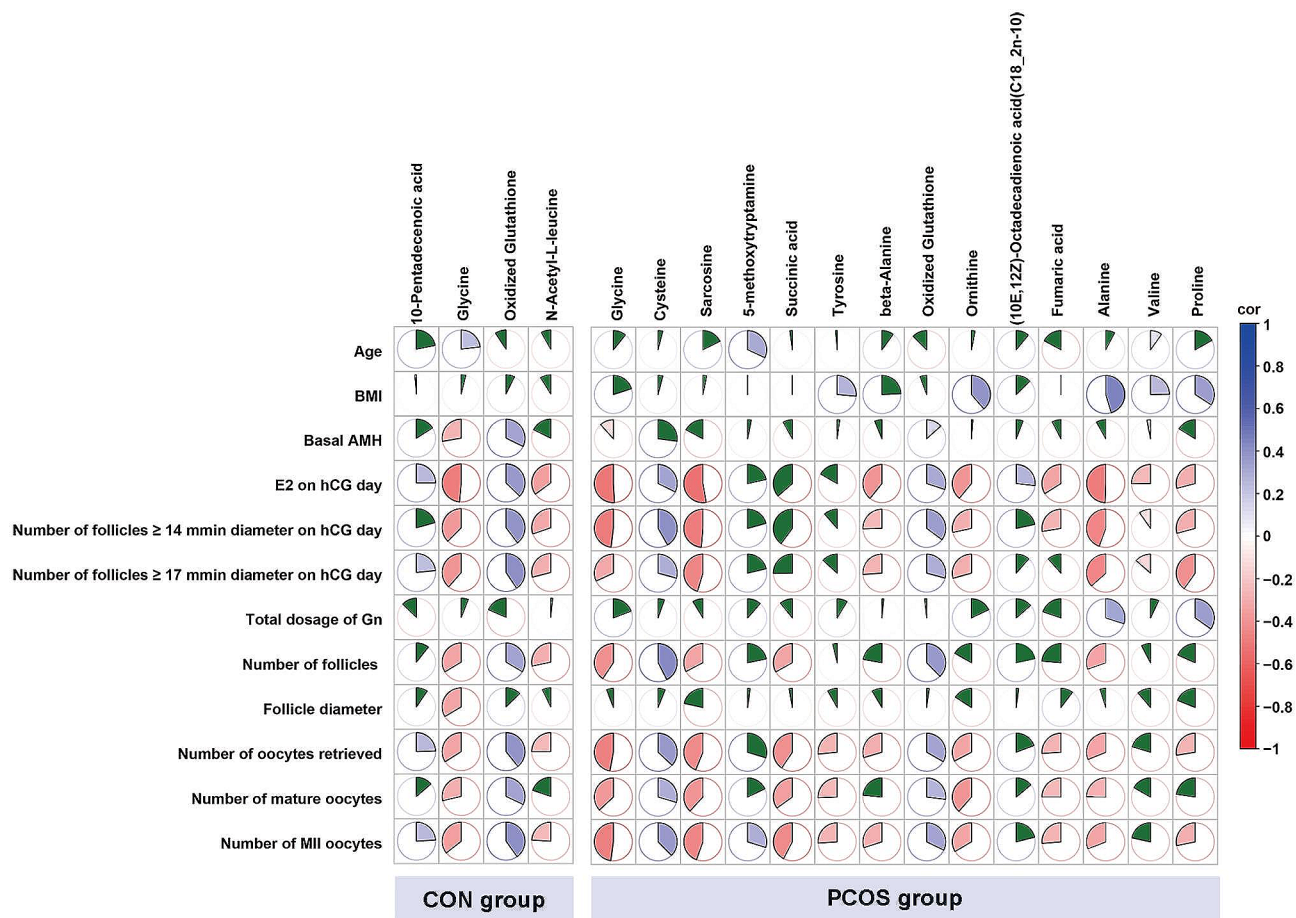 10-Pentadecenoic acid
Glycine
Oxidized Glutathione
N-Acetyl-L-leucine
Glycine
Cysteine
Sarcosine
5-methoxytryptamine
Succinic acid
Tyrosine
beta-Alanine
Oxidized Glutathione
Ornithine
(10E,12Z)-Octadecadienoic acid(C18_2n-10)
Fumaric acid
Alanine
Valine
Proline
cor
1
0.8
0.6
0.4
0.2
0
−0.2
−0.4
−0.6
−0.8
−1
Age
BMI
Basal AMH
E2 on hCG day
Number of follicles ≥ 14 mmin diameter on hCG day
Number of follicles ≥ 17 mmin diameter on hCG day
Total dosage of Gn
Number of follicles
Follicle diameter
Number of oocytes retrieved
Number of mature oocytes
Number of MII oocytes
CON group
PCOS group